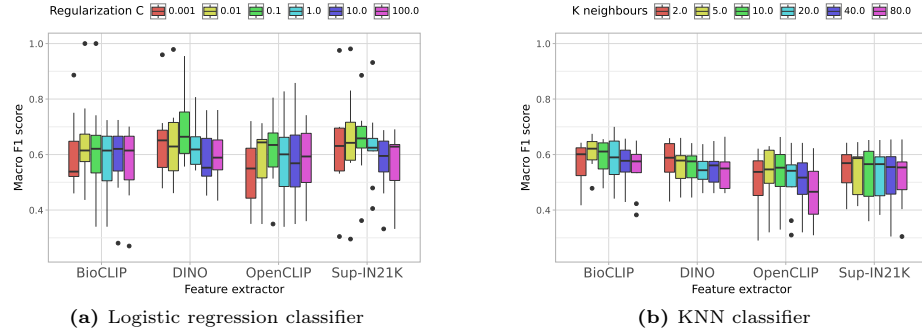 Regularization C 0.001 0.01 0.1 1.0 10.0 100.0
1.0
0.8
0.6
0.4
Macro F1 score
BioCLIP DINO OpenCLIP Sup-IN21K
Feature extractor
(a) Logistic regression classifier
K neighbours 2.0 5.0 10.0 20.0 40.0 80.0
1.0
0.8
0.6
0.4
Macro F1 score
BioCLIP DINO OpenCLIP Sup-IN21K
Feature extractor
(b) KNN classifier